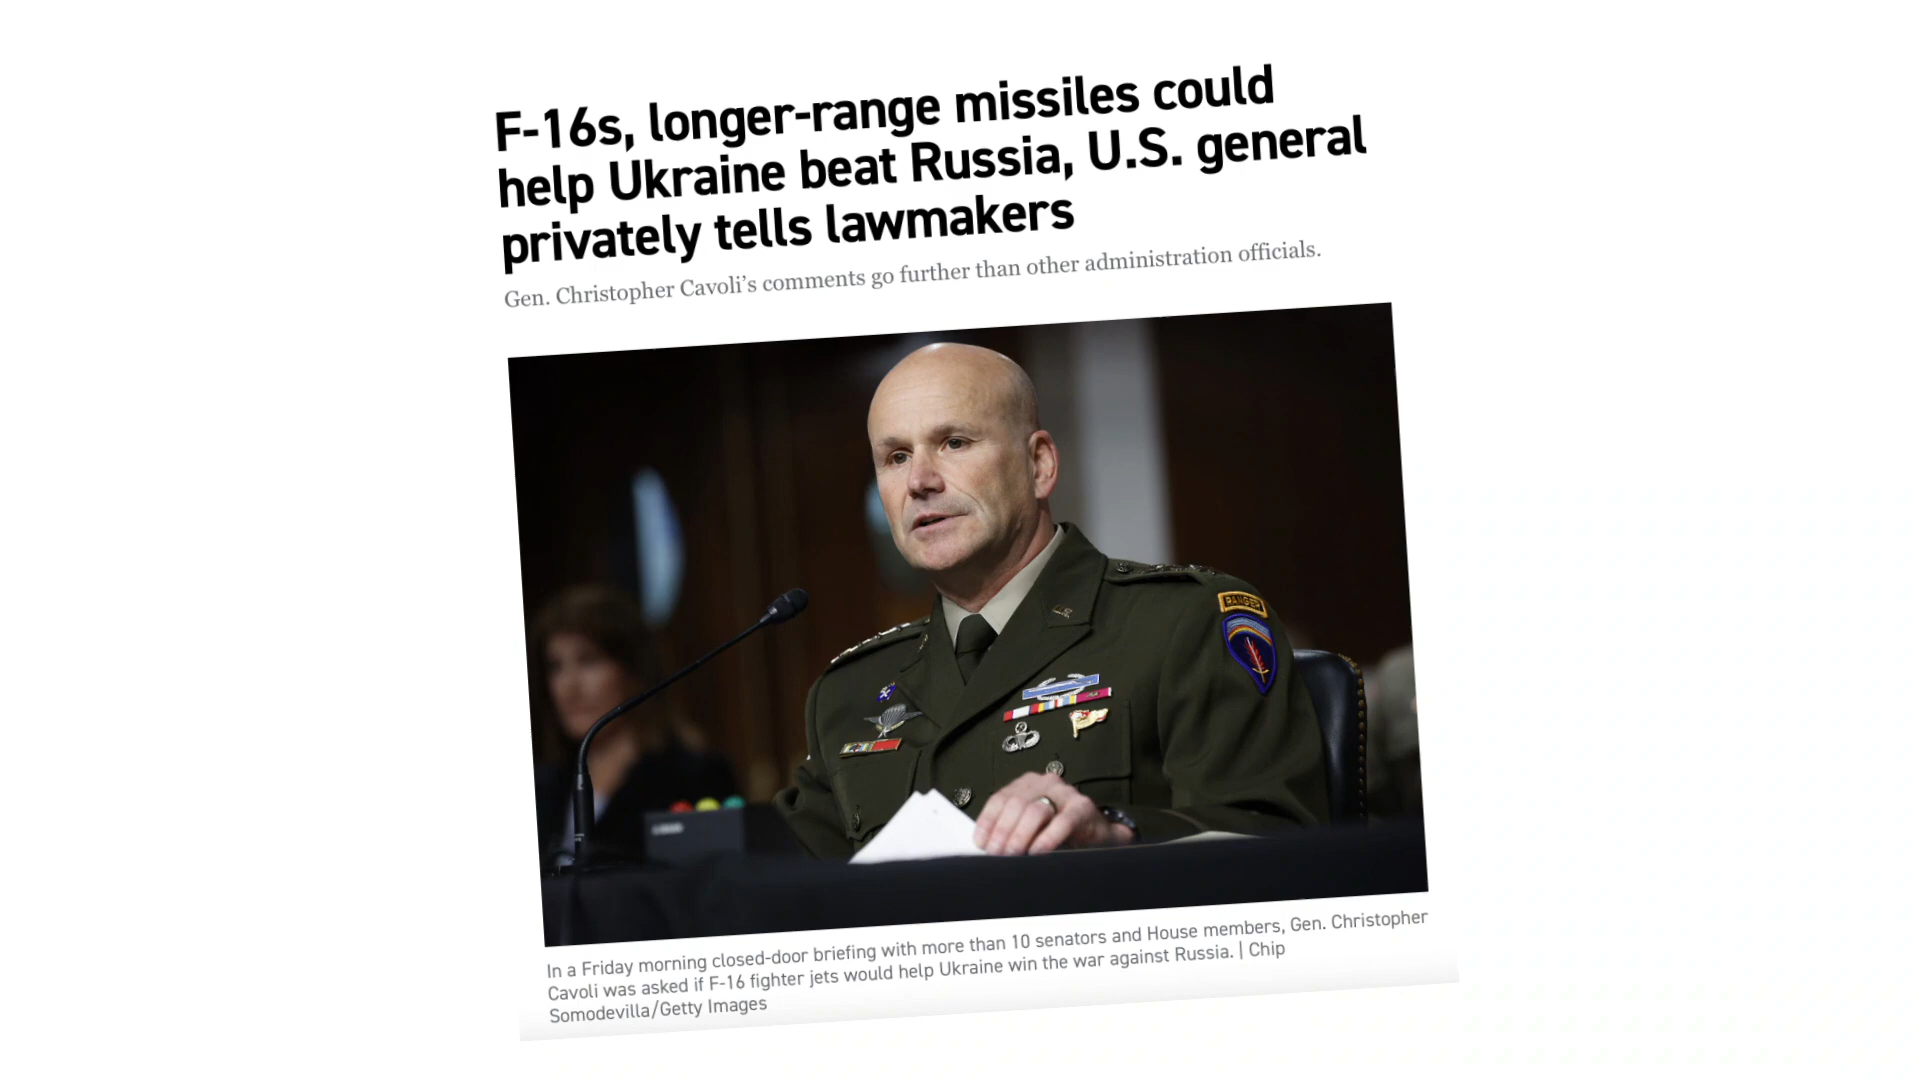 F-16s, longer-range missiles could
help Ukraine beat Russia, U.S. general
privately tells lawmakers
Gen. Christopher Cavoli’s comments go further than other administration officials.
RANGER
In a Friday morning closed-door briefing with more than 10 senators and House members, Gen. Christopher
Cavoli was asked if F-16 fighter jets would help Ukraine win the war against Russia. | Chip
Somodevilla/Getty Images